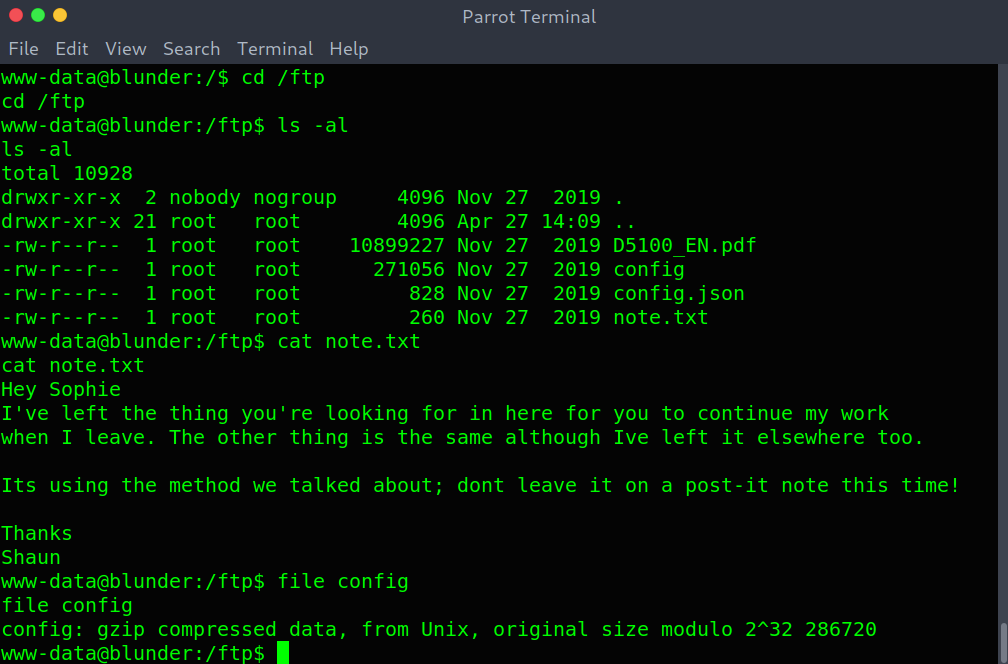 Parrot Terminal
File Edit View Search Terminal Help
www-data@blunder:/$ cd /ftp
cd /ftp
www-data@blunder:/ftp$ ls -al
ls -al
total 10928
drwxr-xr-x  2 nobody nogroup     4096 Nov 27  2019 .
drwxr-xr-x 21 root   root        4096 Apr 27 14:09 ..
-rw-r--r--  1 root   root    10899227 Nov 27  2019 D5100_EN.pdf
-rw-r--r--  1 root   root      271056 Nov 27  2019 config
-rw-r--r--  1 root   root         828 Nov 27  2019 config.json
-rw-r--r--  1 root   root         260 Nov 27  2019 note.txt
www-data@blunder:/ftp$ cat note.txt
cat note.txt
Hey Sophie
I've left the thing you're looking for in here for you to continue my work
when I leave. The other thing is the same although Ive left it elsewhere too.

Its using the method we talked about; dont leave it on a post-it note this time!

Thanks
Shaun
www-data@blunder:/ftp$ file config
file config
config: gzip compressed data, from Unix, original size modulo 2^32 286720
www-data@blunder:/ftp$